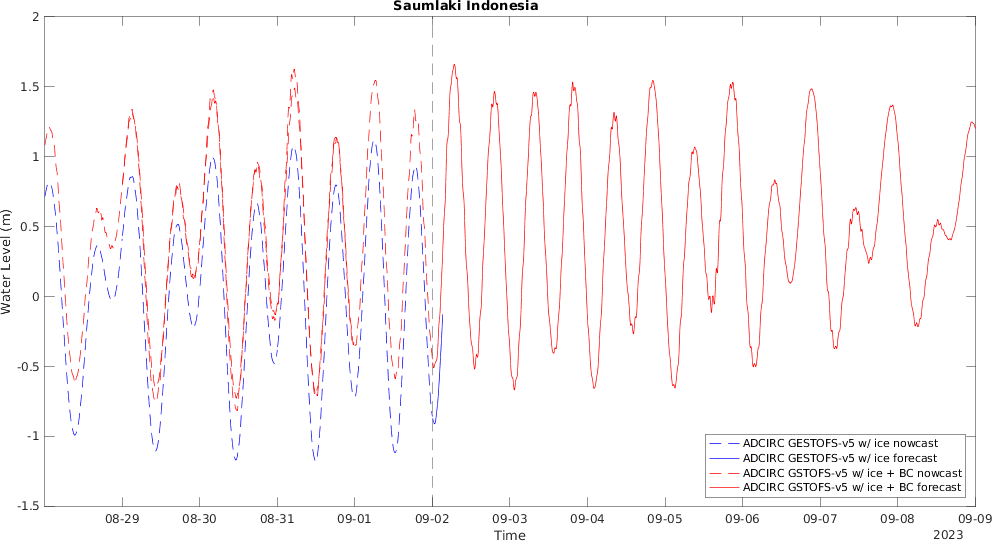 Saumlaki Indonesia
2
1.5
1
0.5
0
-0.5
-1
-1.5
Water Level (m)
ADCIRC GESTOFS-v5 w/ ice nowcast
ADCIRC GESTOFS-v5 w/ ice forecast
ADCIRC GSTOFS-v5 w/ ice + BC nowcast
ADCIRC GSTOFS-v5 w/ ice + BC forecast
08-29 08-30 08-31 09-01 09-02 09-03 09-04 09-05 09-06 09-07 09-08 09-09
Time
2023